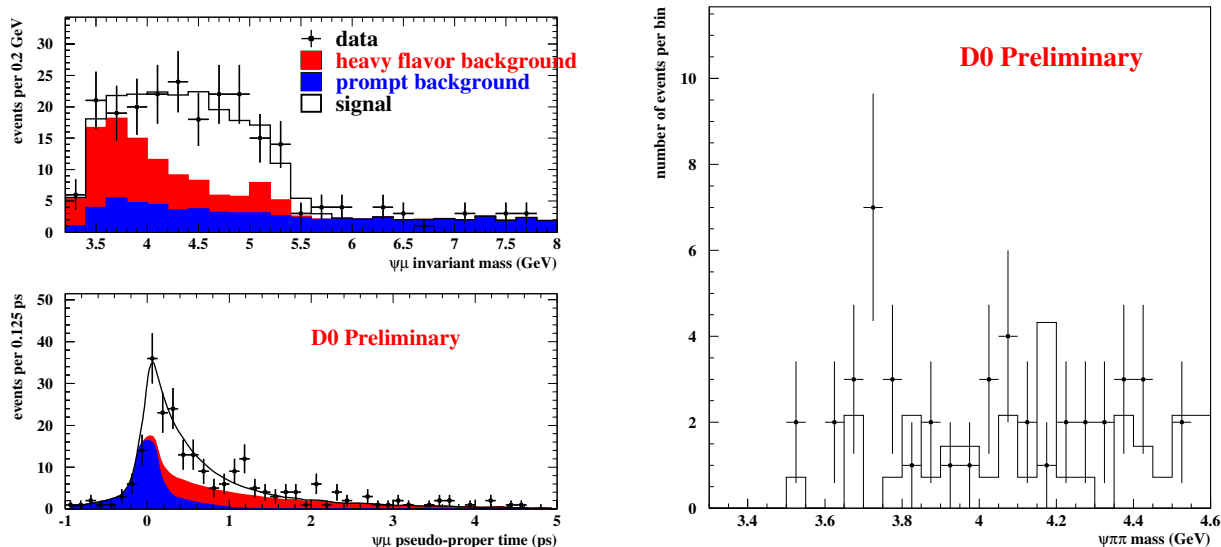 events per 0.2 GeV
30
25
20
15
10
5
0
data
heavy flavor background
prompt background
signal
3.5 4 4.5 5 5.5 6 6.5 7 7.5 8
ψμ invariant mass (GeV)
events per 0.125 ps
50
40
30
20
10
0
D0 Preliminary
-1 0 1 2 3 4 5
ψμ pseudo-proper time (ps)
number of events per bin
10
8
6
4
2
0
D0 Preliminary
3.4 3.6 3.8 4 4.2 4.4 4.6
ψππ mass (GeV)